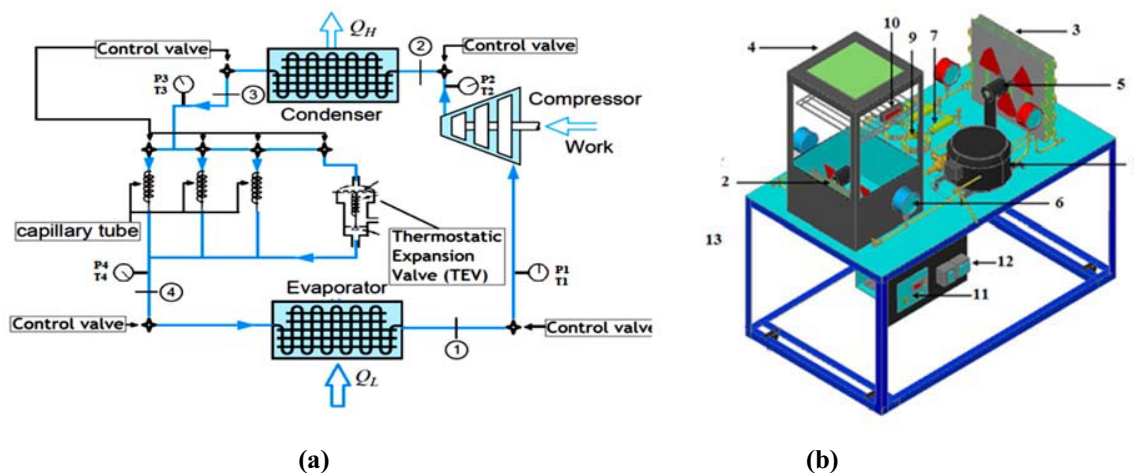 Control valve
Q_H
2
Control valve
P3
T3
3
Condenser
P2
T2
Compressor
Work
capillary tube
Thermostatic
Expansion
Valve (TEV)
P4
T4
4
P1
T1
Evaporator
Control valve
1
Control valve
Q_L
(a)
10
4
9
7
3
5
2
6
13
12
11
(b)